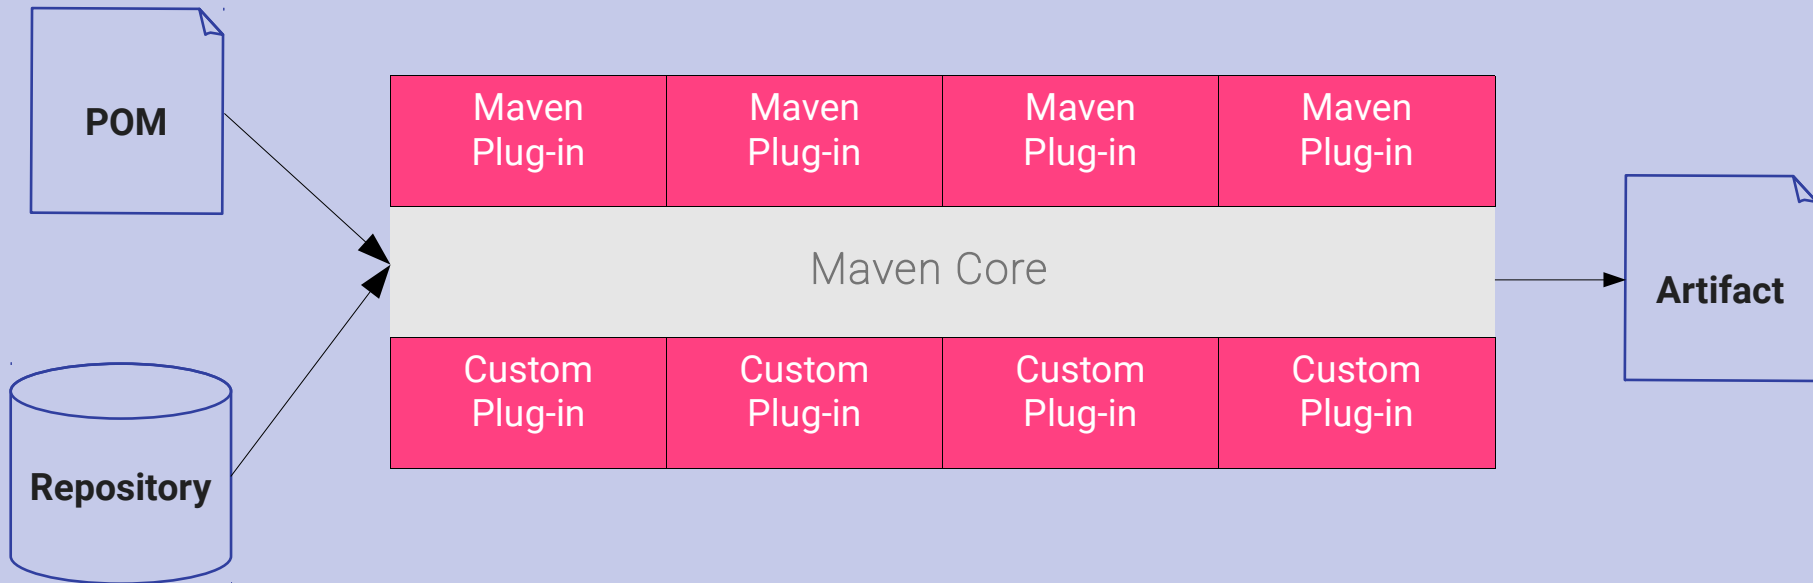 POM
Maven
Plug-in
Maven
Plug-in
Maven
Plug-in
Maven
Plug-in
Maven Core
Custom
Plug-in
Custom
Plug-in
Custom
Plug-in
Custom
Plug-in
Repository
Artifact